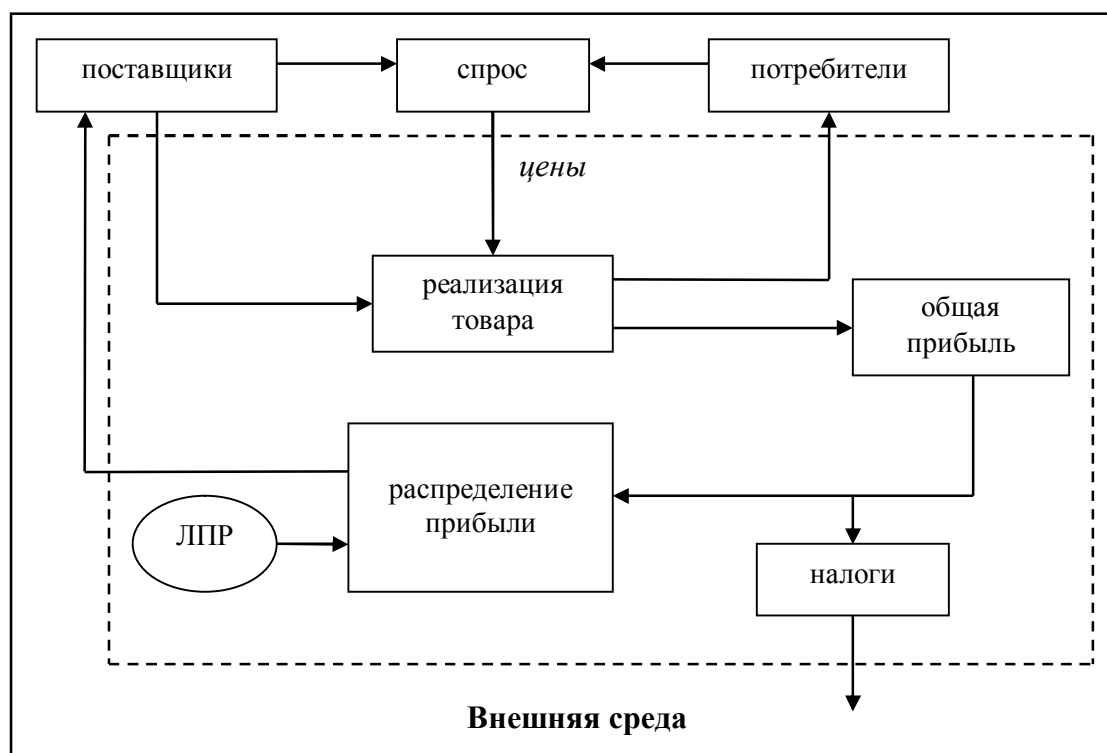 поставщики
спрос
потребители
цены
реализация
товара
общая
прибыль
распределение
прибыли
ЛПР
налоги
Внешняя среда